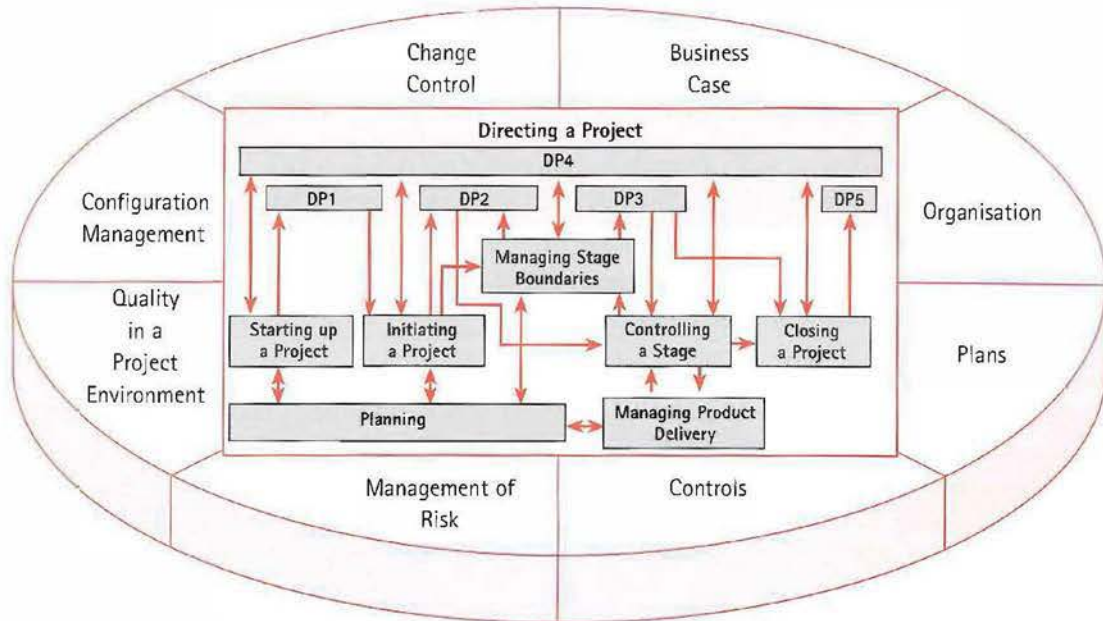 Change
Control
Business
Case
Configuration
Management
Organisation
Quality
in a
Project
Environment
Plans
Management of
Risk
Controls
Directing a Project
DP4
DP1
DP2
DP3
DP5
Managing Stage
Boundaries
Starting up
a Project
Initiating
a Project
Controlling
a Stage
Closing
a Project
Planning
Managing Product
Delivery